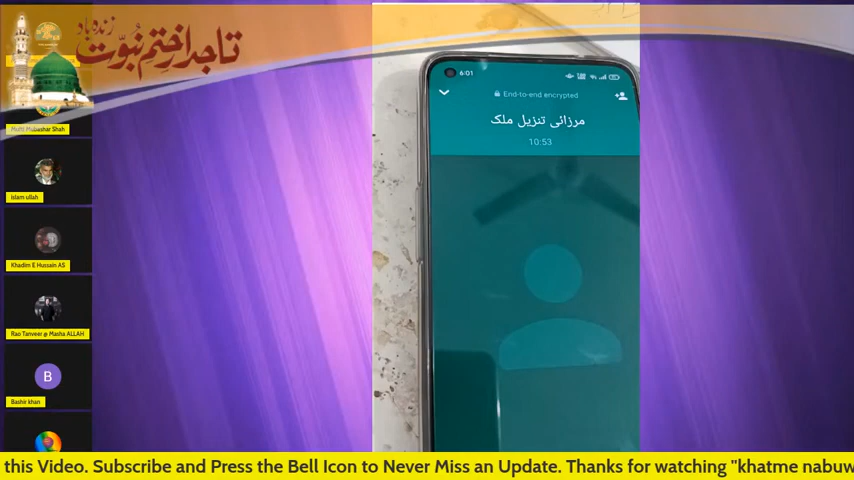 زندہ باد
تاجدارِ ختمِ نبوّت
Mufti Mubashar Shah
Islam ullah
Khadim E Hussain AS
Rao Tanveer @ Masha ALLAH
B
Bashir khan
6:01
End-to-end encrypted
مرزائی تنزیل ملک
10:53
this Video. Subscribe and Press the Bell Icon to Never Miss an Update. Thanks for watching "khatme nabuw